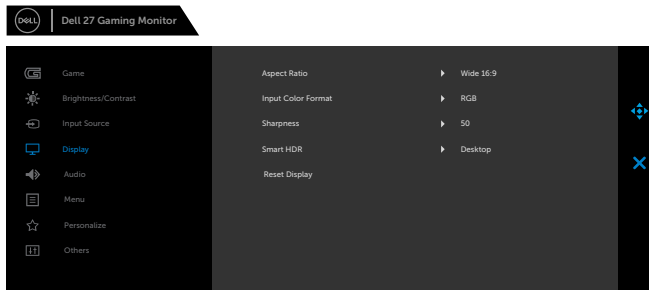 DELL
Dell 27 Gaming Monitor
Game
Aspect Ratio Wide 16:9
Brightness/Contrast
Input Color Format RGB
Input Source
Sharpness 50
Display
Smart HDR Desktop
Audio
Reset Display
Menu
Personalize
Others